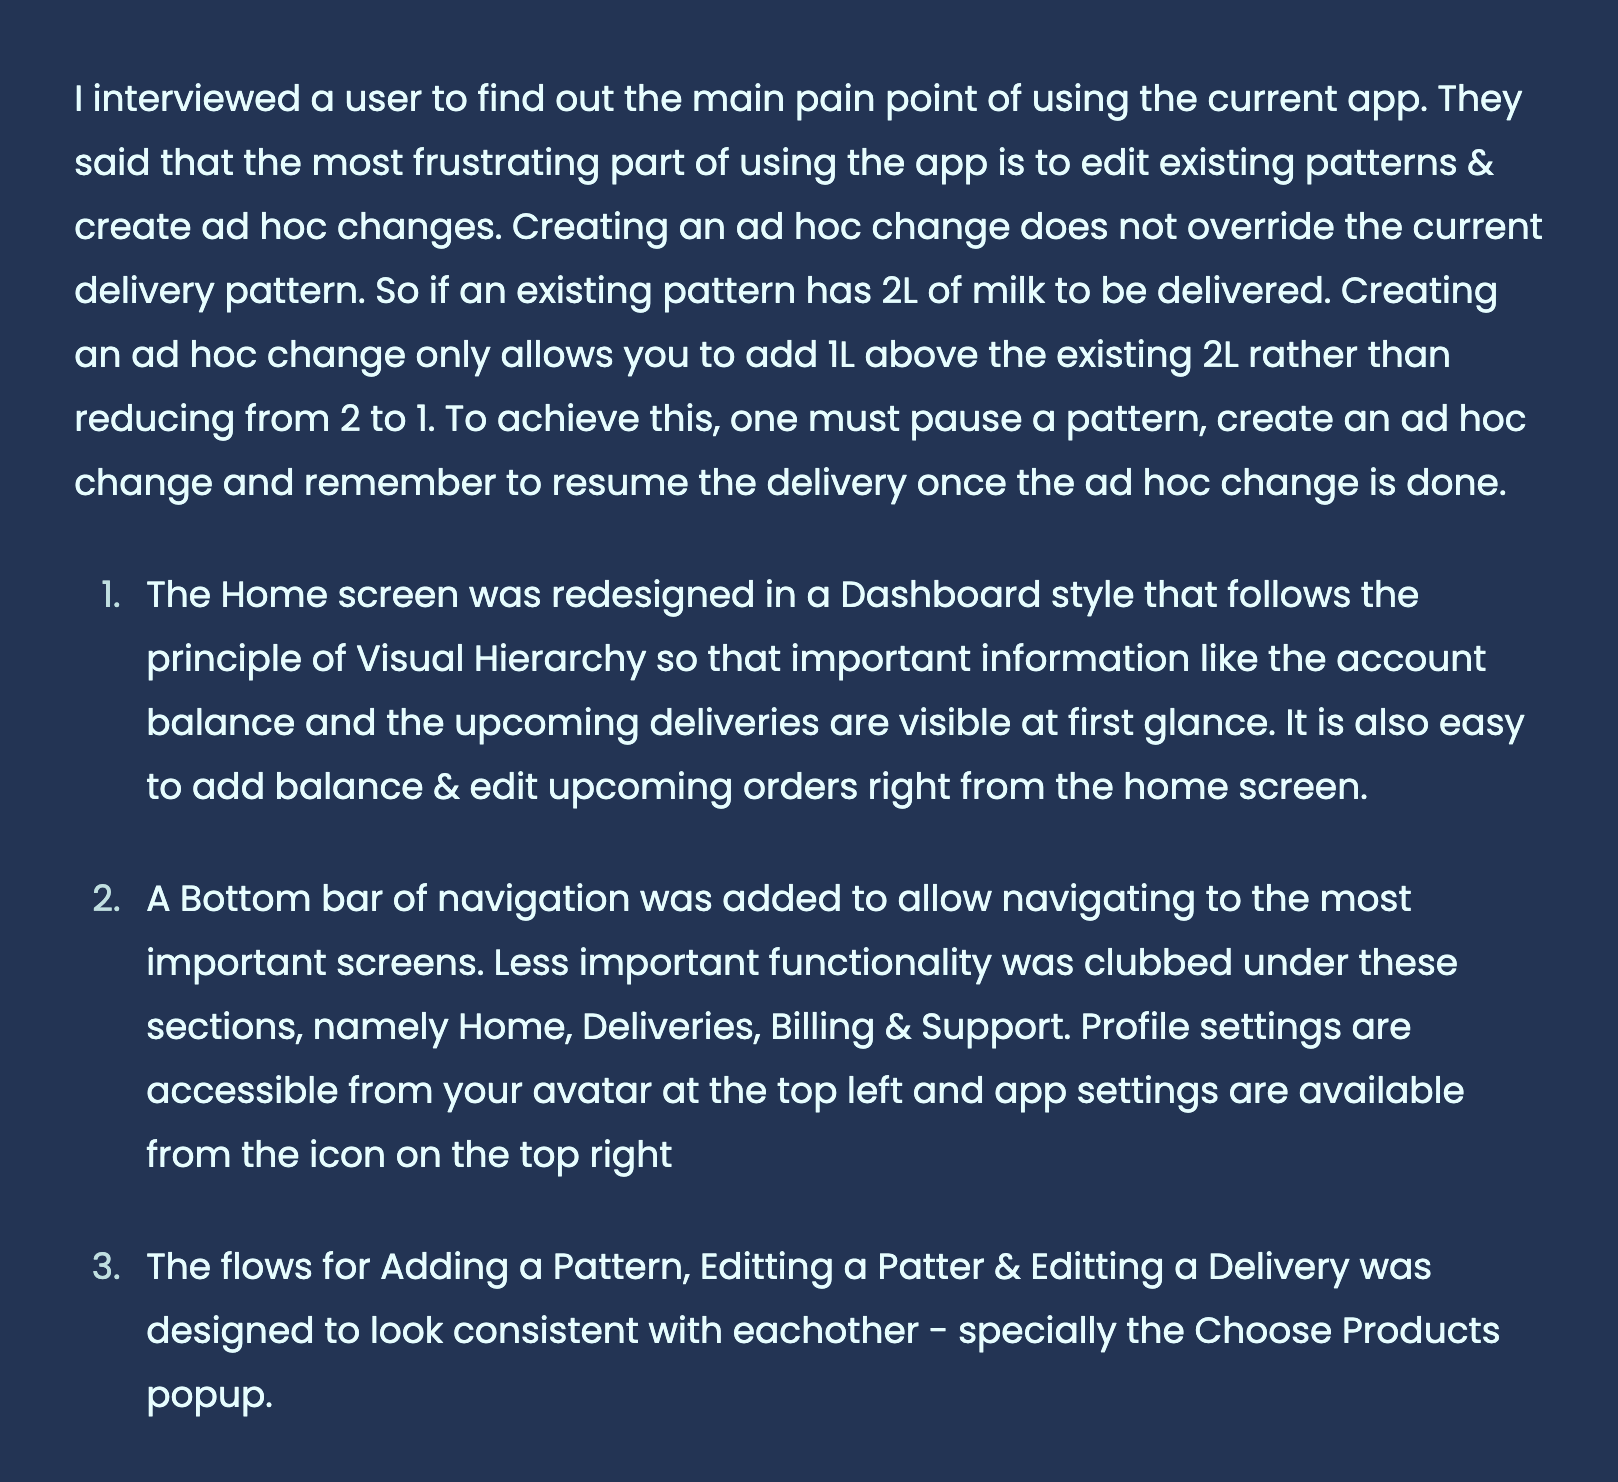 I interviewed a user to find out the main pain point of using the current app. They
said that the most frustrating part of using the app is to edit existing patterns &
create ad hoc changes. Creating an ad hoc change does not override the current
delivery pattern. So if an existing pattern has 2L of milk to be delivered. Creating
an ad hoc change only allows you to add 1L above the existing 2L rather than
reducing from 2 to 1. To achieve this, one must pause a pattern, create an ad hoc
change and remember to resume the delivery once the ad hoc change is done.
1. The Home screen was redesigned in a Dashboard style that follows the
principle of Visual Hierarchy so that important information like the account
balance and the upcoming deliveries are visible at first glance. It is also easy
to add balance & edit upcoming orders right from the home screen.
2. A Bottom bar of navigation was added to allow navigating to the most
important screens. Less important functionality was clubbed under these
sections, namely Home, Deliveries, Billing & Support. Profile settings are
accessible from your avatar at the top left and app settings are available
from the icon on the top right
3. The flows for Adding a Pattern, Editting a Patter & Editting a Delivery was
designed to look consistent with eachother - specially the Choose Products
popup.